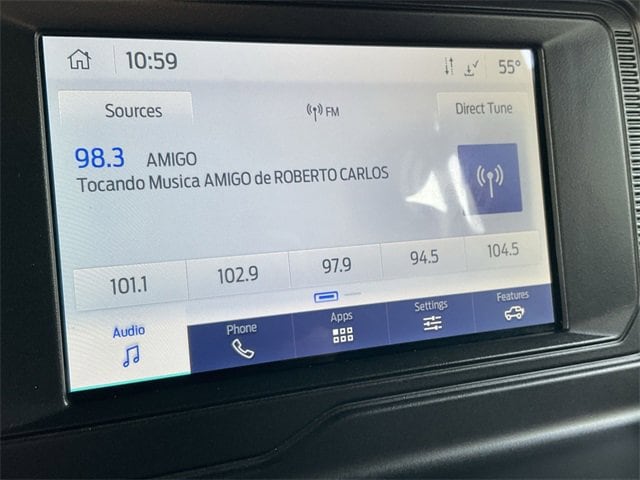 10:59 55°
Sources FM Direct Tune
98.3 AMIGO
Tocando Musica AMIGO de ROBERTO CARLOS
101.1 102.9 97.9 94.5 104.5
Audio Phone Apps Settings Features